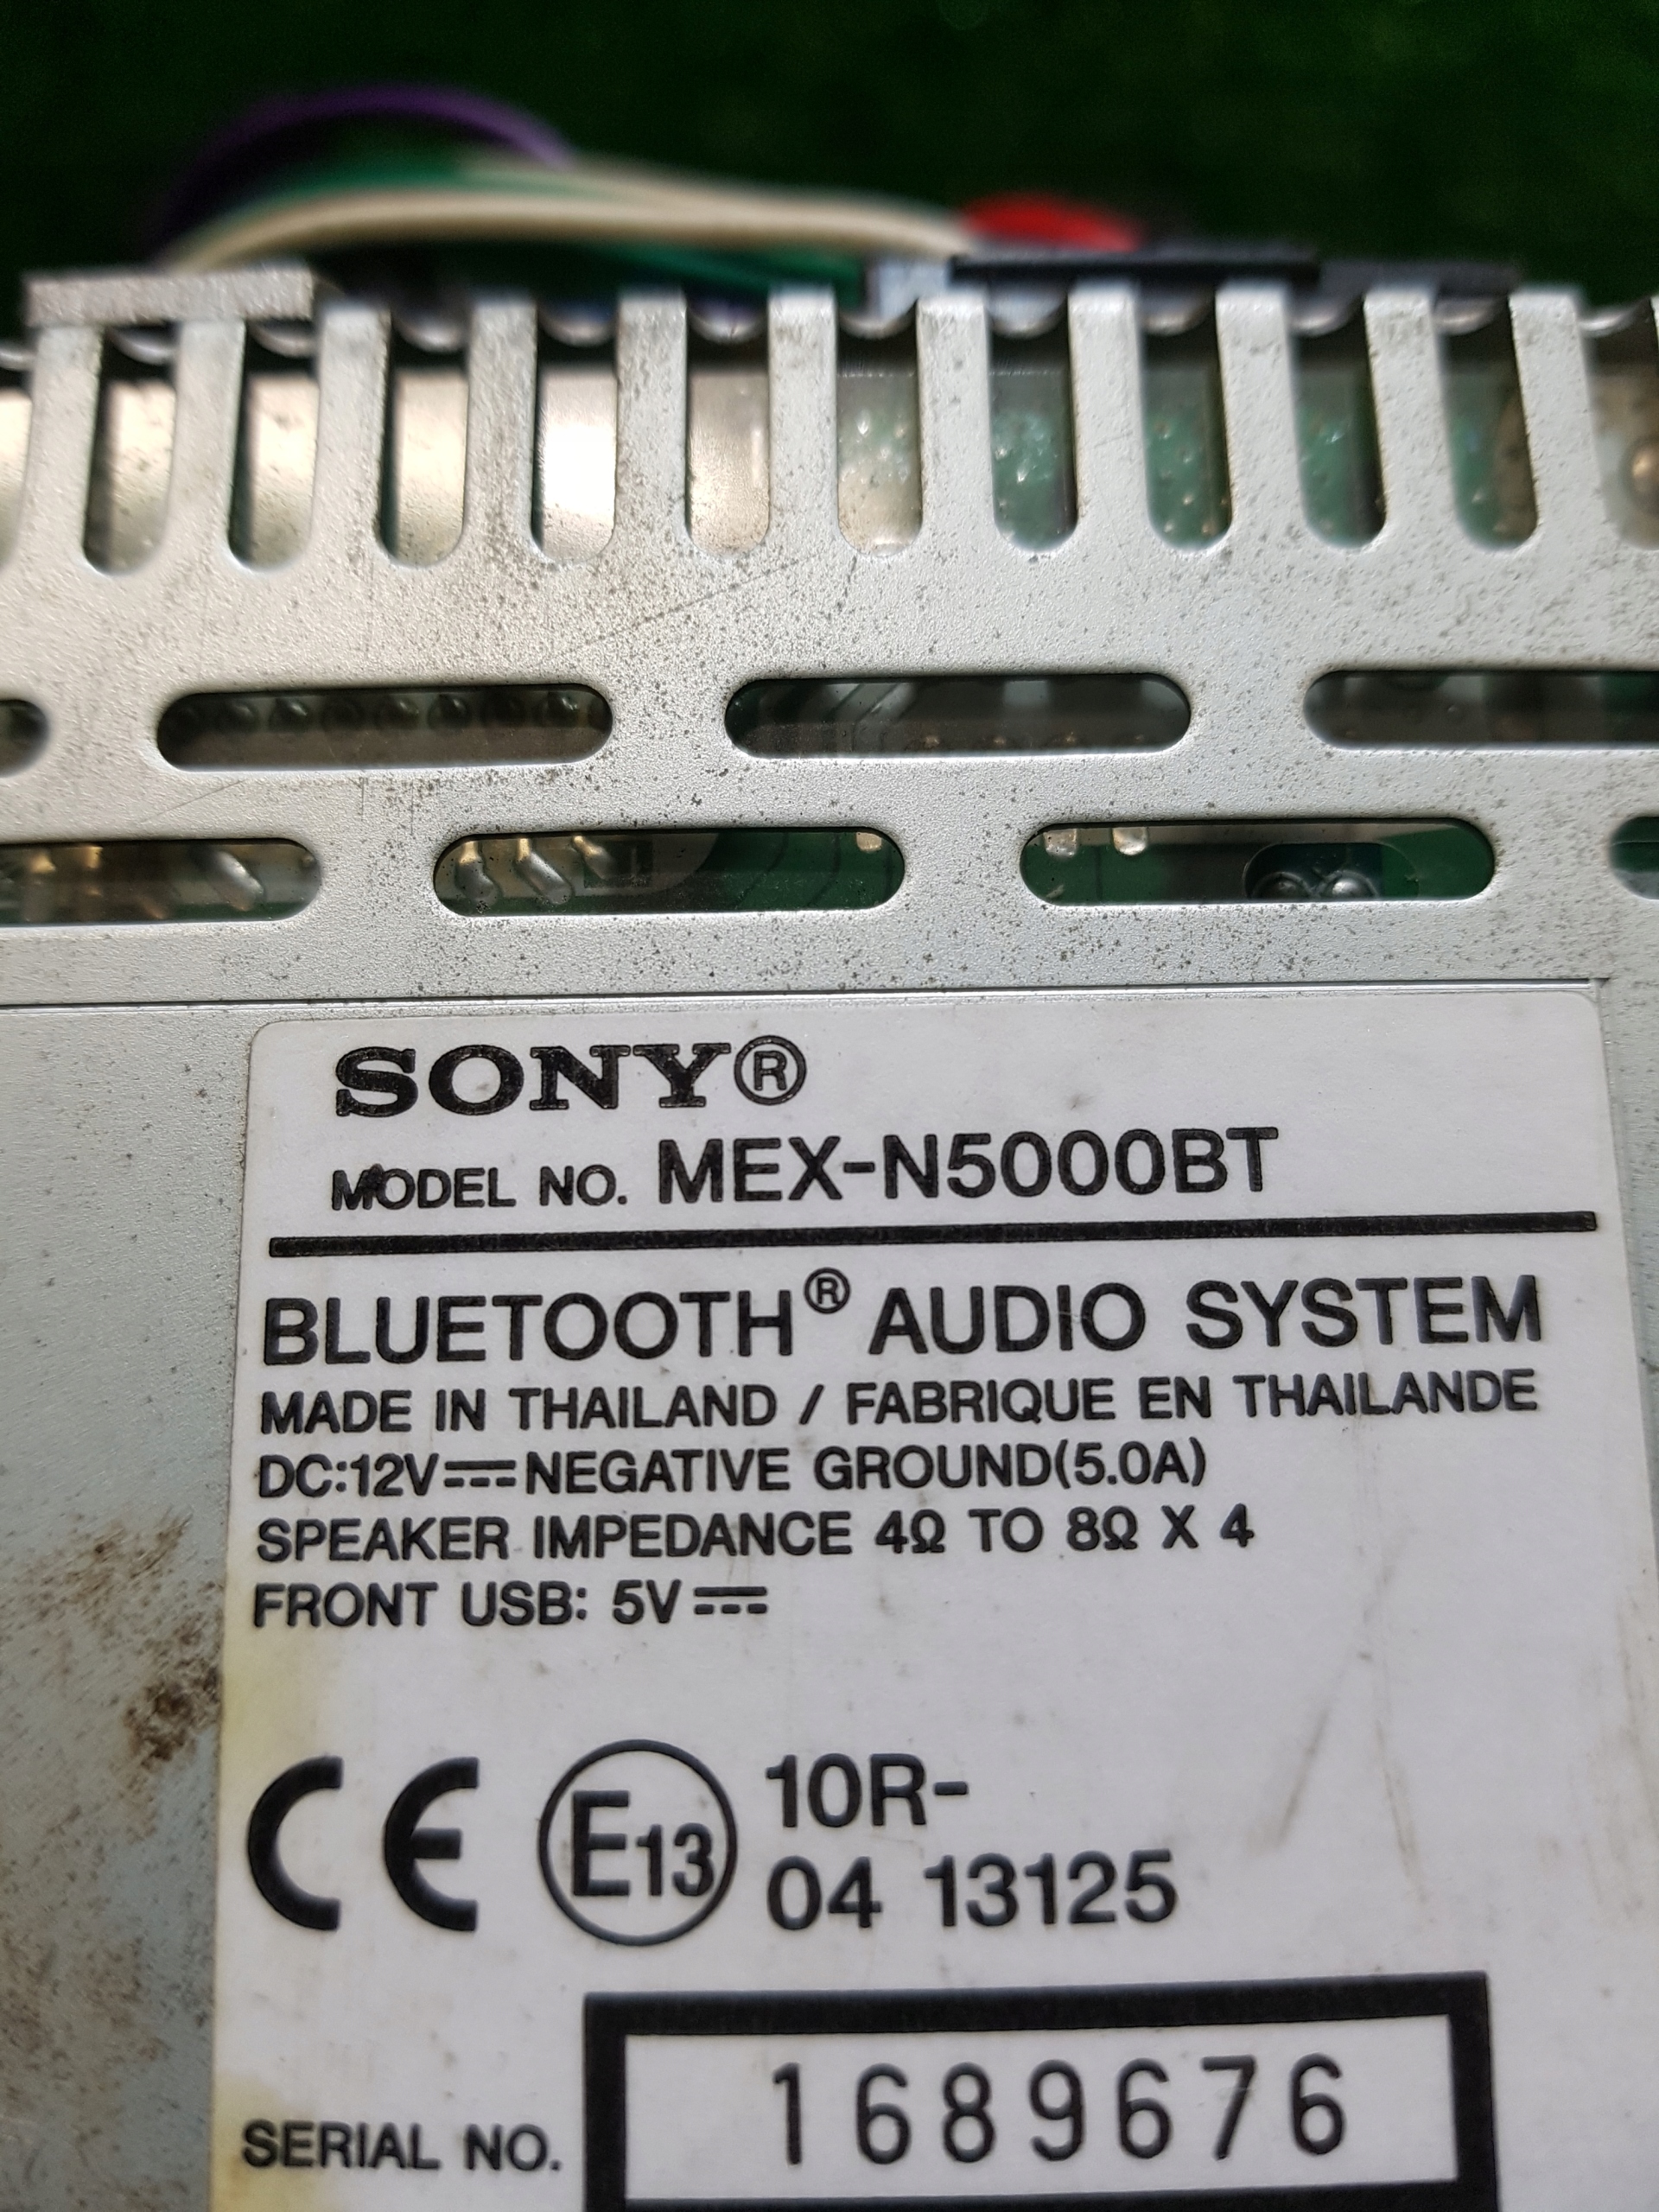 SONY®
MODEL NO. MEX-N5000BT
BLUETOOTH® AUDIO SYSTEM
MADE IN THAILAND / FABRIQUE EN THAILANDE
DC:12V⎓NEGATIVE GROUND(5.0A)
SPEAKER IMPEDANCE 4Ω TO 8Ω X 4
FRONT USB: 5V⎓
CE E13 10R-
04 13125
SERIAL NO. 1689676